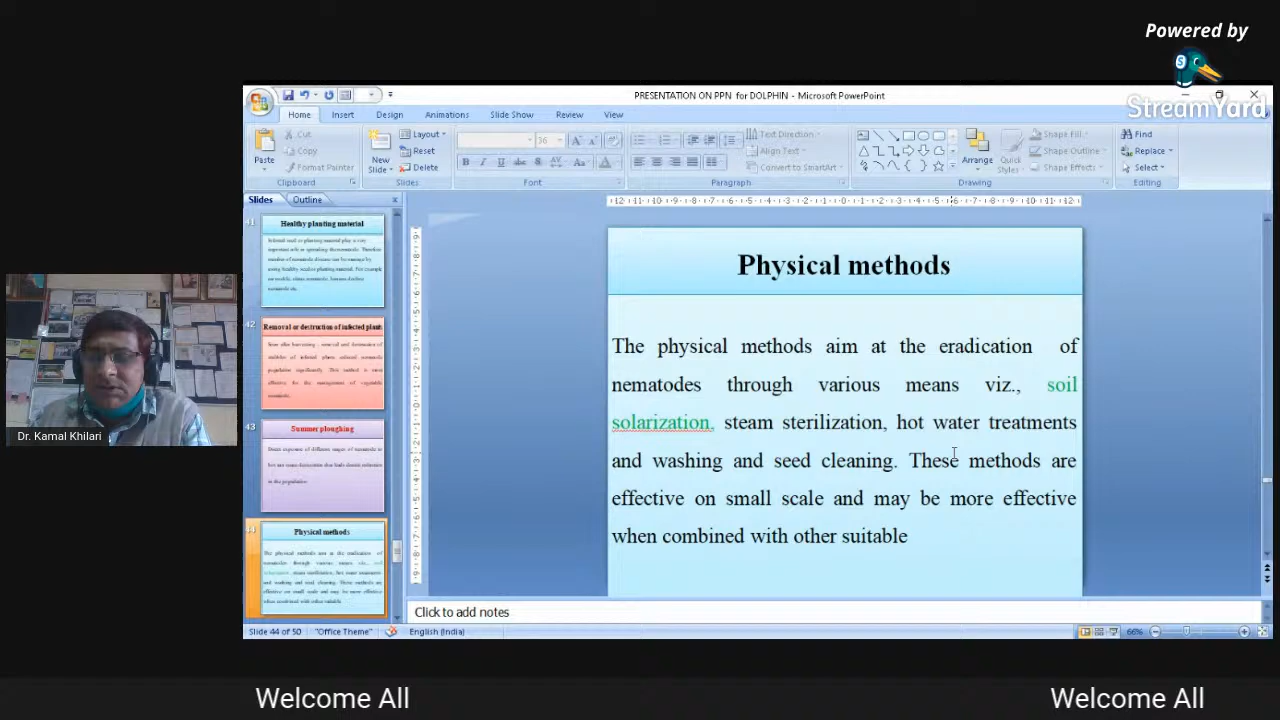 Powered by
StreamYard
PRESENTATION ON PPN for DOLPHIN - Microsoft PowerPoint
Home Insert Design Animations Slide Show Review View
Paste
Cut
Copy
Format Painter
Clipboard
New Slide
Layout
Reset
Delete
Slides
36
Font
Text Direction
Align Text
Convert to SmartArt
Paragraph
Arrange
Quick Styles
Shape Fill
Shape Outline
Shape Effects
Drawing
Find
Replace
Select
Editing
Slides Outline
41
Healthy planting material
42
Removal or destruction of infected plants
43
Summer ploughing
44
Physical methods
Physical methods
The physical methods aim at the eradication of
nematodes through various means viz., soil
solarization, steam sterilization, hot water treatments
and washing and seed cleaning. These methods are
effective on small scale and may be more effective
when combined with other suitable
Dr. Kamal Khilari
Click to add notes
Slide 44 of 50 "Office Theme" English (India) 66%
Welcome All Welcome All